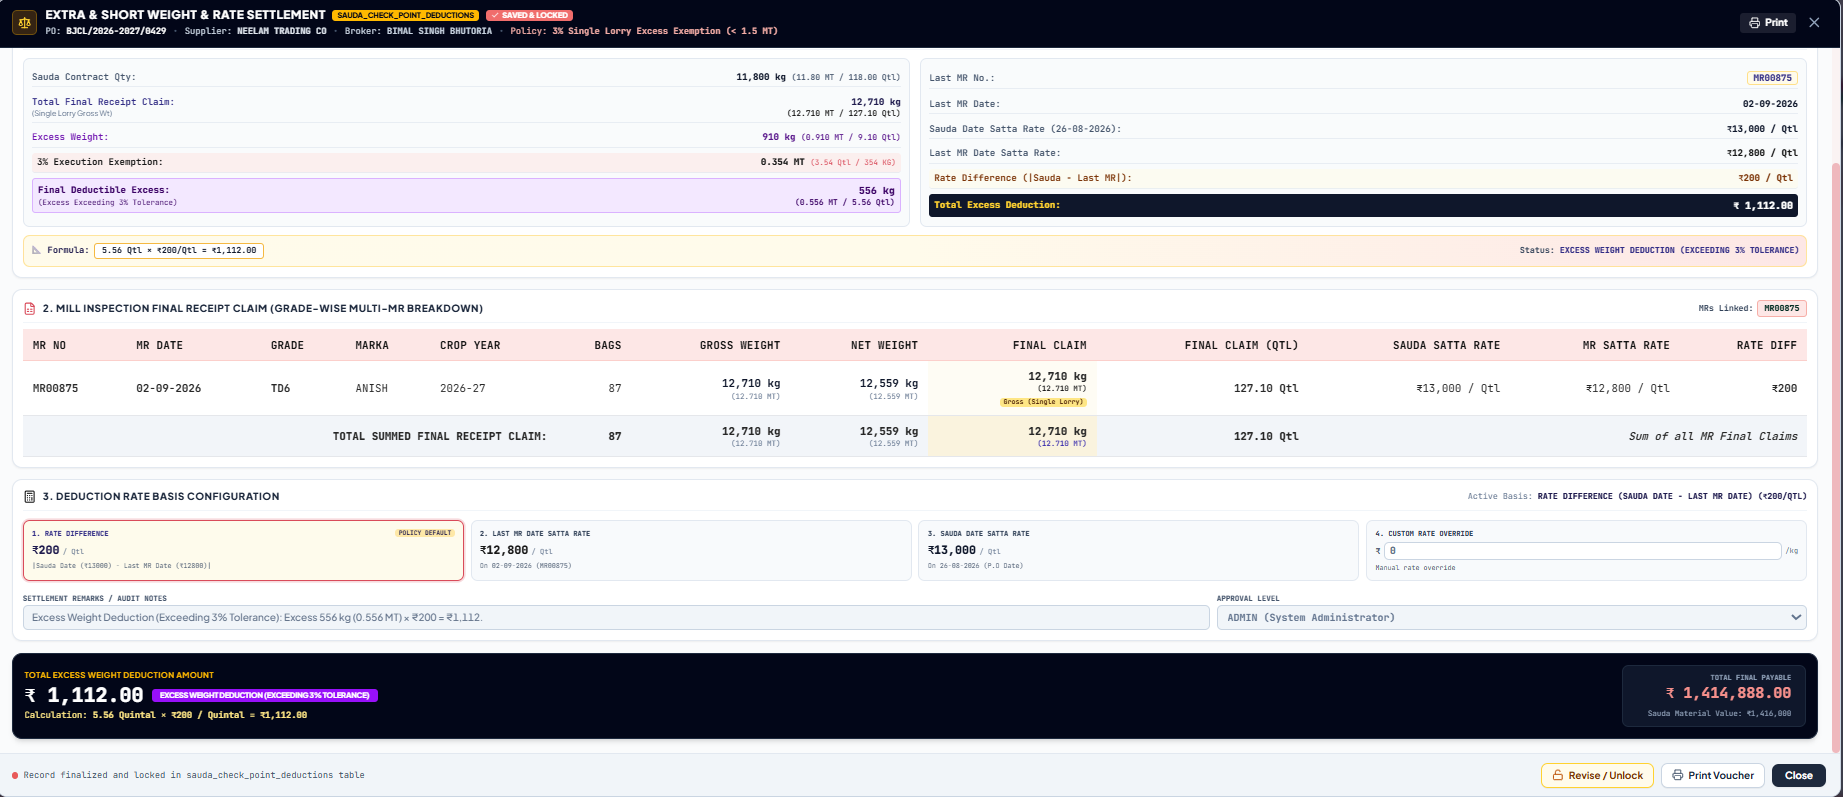 EXTRA & SHORT WEIGHT & RATE SETTLEMENT SAUDA_CHECK_POINT_DEDUCTIONS ✓ SAVED & LOCKED
PO: BJCL/2026-2027/0429 · Supplier: NEELAM TRADING CO · Broker: BIMAL SINGH BHUTORIA · Policy: 3% Single Lorry Excess Exemption (< 1.5 MT)
Print
Sauda Contract Qty: 11,800 kg (11.80 MT / 118.00 Qtl)
Total Final Receipt Claim: 12,710 kg
(Single Lorry Gross Wt) (12.710 MT / 127.10 Qtl)
Excess Weight: 910 kg (0.910 MT / 9.10 Qtl)
3% Execution Exemption: 0.354 MT (3.54 Qtl / 354 KG)
Final Deductible Excess: 556 kg
(Excess Exceeding 3% Tolerance) (0.556 MT / 5.56 Qtl)
Last MR No.: MR00875
Last MR Date: 02-09-2026
Sauda Date Satta Rate (26-08-2026): ₹13,000 / Qtl
Last MR Date Satta Rate: ₹12,800 / Qtl
Rate Difference (|Sauda - Last MR|): ₹200 / Qtl
Total Excess Deduction: ₹ 1,112.00
Formula: 5.56 Qtl × ₹200/Qtl = ₹1,112.00
Status: EXCESS WEIGHT DEDUCTION (EXCEEDING 3% TOLERANCE)
2. MILL INSPECTION FINAL RECEIPT CLAIM (GRADE-WISE MULTI-MR BREAKDOWN)
MRs Linked: MR00875
MR NO MR DATE GRADE MARKA CROP YEAR BAGS GROSS WEIGHT NET WEIGHT FINAL CLAIM FINAL CLAIM (QTL) SAUDA SATTA RATE MR SATTA RATE RATE DIFF
MR00875 02-09-2026 TD6 ANISH 2026-27 87 12,710 kg 12,559 kg 12,710 kg 127.10 Qtl ₹13,000 / Qtl ₹12,800 / Qtl ₹200
(12.710 MT) (12.559 MT) (12.710 MT)
Gross (Single Lorry)
TOTAL SUMMED FINAL RECEIPT CLAIM: 87 12,710 kg 12,559 kg 12,710 kg 127.10 Qtl Sum of all MR Final Claims
(12.710 MT) (12.559 MT) (12.710 MT)
3. DEDUCTION RATE BASIS CONFIGURATION
Active Basis: RATE DIFFERENCE (SAUDA DATE - LAST MR DATE) (₹200/QTL)
1. RATE DIFFERENCE POLICY DEFAULT
₹200 / Qtl
|Sauda Date (₹13000) - Last MR Date (₹12800)|
2. LAST MR DATE SATTA RATE
₹12,800 / Qtl
On 02-09-2026 (MR00875)
3. SAUDA DATE SATTA RATE
₹13,000 / Qtl
On 26-08-2026 (P.O Date)
4. CUSTOM RATE OVERRIDE
₹ 0 /kg
Manual rate override
SETTLEMENT REMARKS / AUDIT NOTES
Excess Weight Deduction (Exceeding 3% Tolerance): Excess 556 kg (0.556 MT) × ₹200 = ₹1,112.
APPROVAL LEVEL
ADMIN (System Administrator)
TOTAL EXCESS WEIGHT DEDUCTION AMOUNT
₹ 1,112.00 EXCESS WEIGHT DEDUCTION (EXCEEDING 3% TOLERANCE)
Calculation: 5.56 Quintal × ₹200 / Quintal = ₹1,112.00
TOTAL FINAL PAYABLE
₹ 1,414,888.00
Sauda Material Value: ₹1,416,000
Record finalized and locked in sauda_check_point_deductions table
Revise / Unlock
Print Voucher
Close